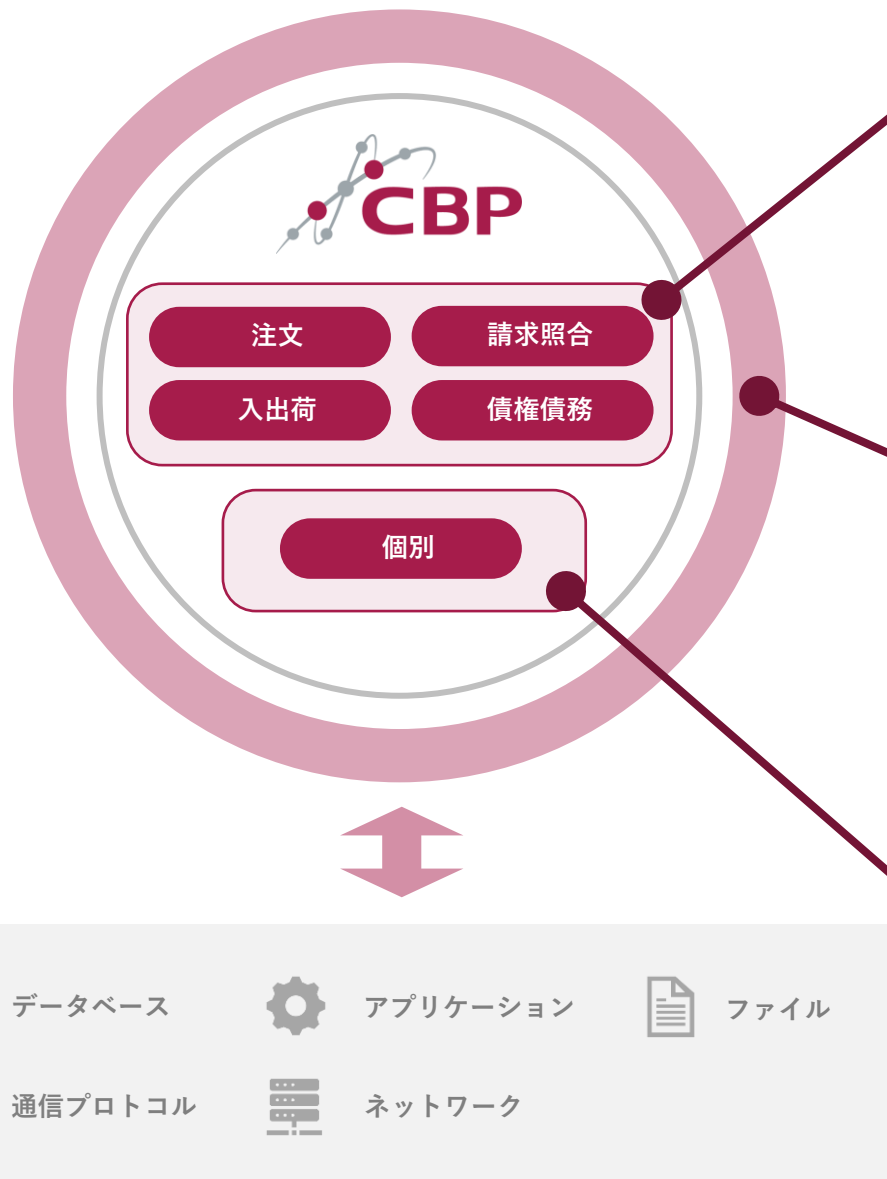 CBP
注文
請求照合
入出荷
債権債務
個別
データベース
アプリケーション
ファイル
通信プロトコル
ネットワーク